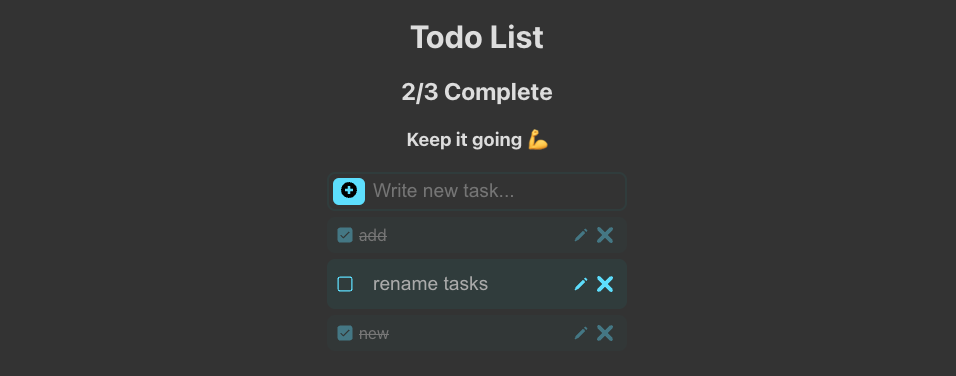 Todo List
2/3 Complete
Keep it going 💪
Write new task...
add
rename tasks
new